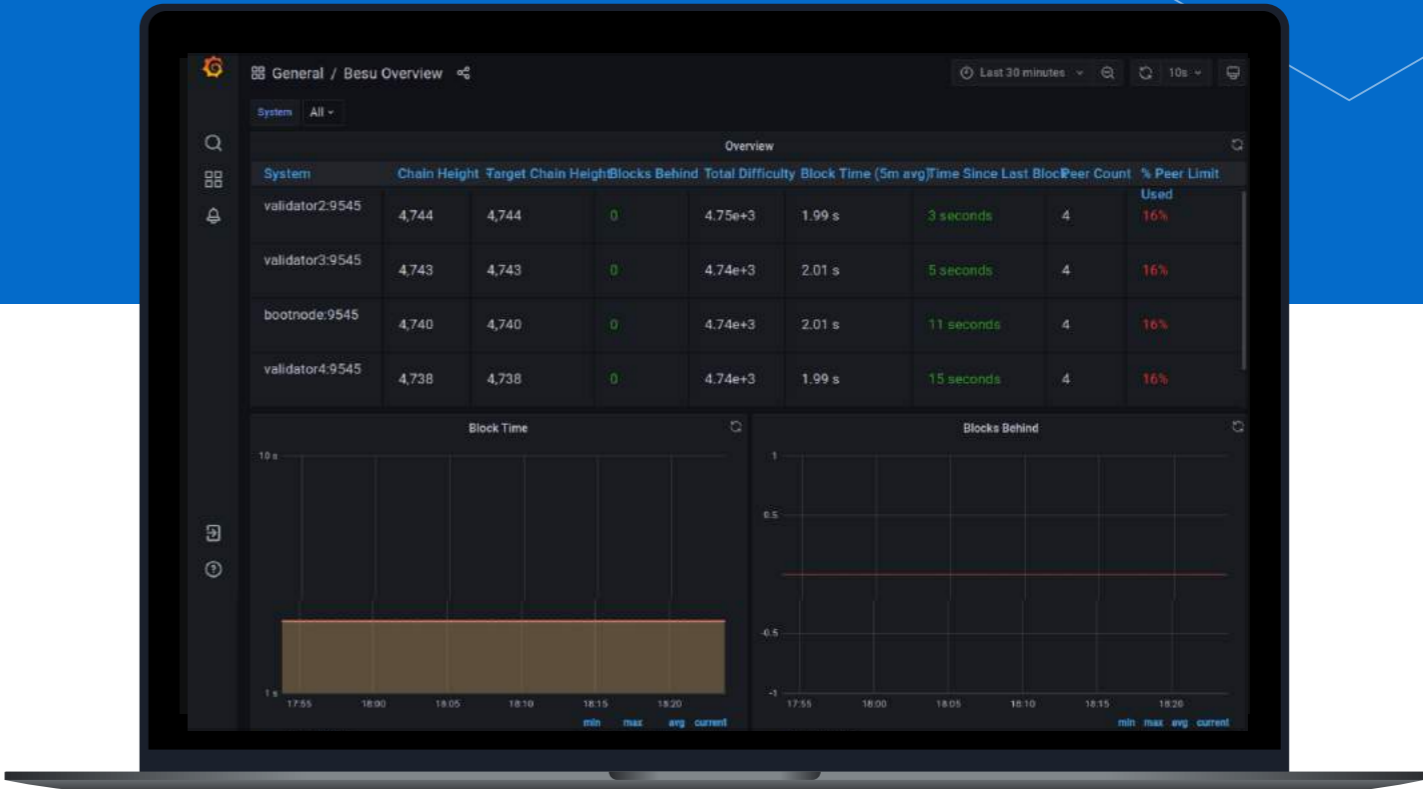 General / Besu Overview
Last 30 minutes
10s
System All
Overview
System Chain Height Target Chain Height Blocks Behind Total Difficulty Block Time (5m avg) Time Since Last Block Peer Count % Peer Limit Used
validator2:9545 4,744 4,744 0 4.75e+3 1.99 s 3 seconds 4 16%
validator3:9545 4,743 4,743 0 4.74e+3 2.01 s 5 seconds 4 16%
bootnode:9545 4,740 4,740 0 4.74e+3 2.01 s 11 seconds 4 16%
validator4:9545 4,738 4,738 0 4.74e+3 1.99 s 15 seconds 4 16%
Block Time
10 s
1 s
17:55 18:00 18:05 18:10 18:15 18:20
min max avg current
Blocks Behind
1
0.5
-0.5
-1
17:55 18:00 18:05 18:10 18:15 18:20
min max avg current